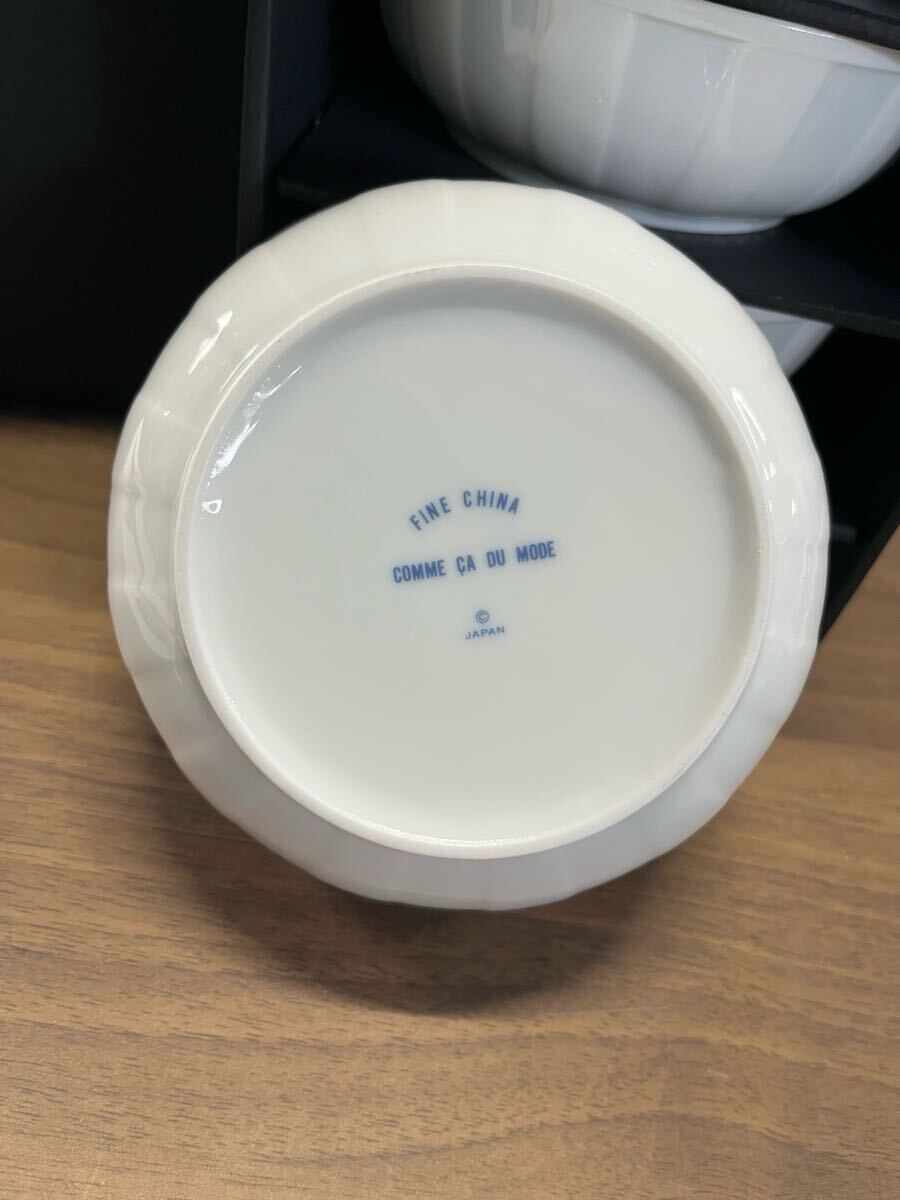 FINE CHINA
COMME ÇA DU MODE
©
JAPAN